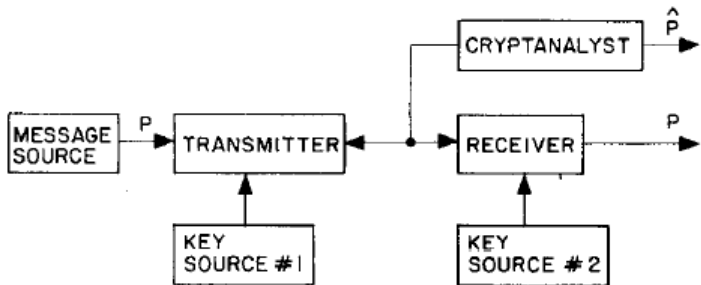 P̂
CRYPTANALYST
MESSAGE
SOURCE
P
TRANSMITTER
RECEIVER
P
KEY
SOURCE #1
KEY
SOURCE #2